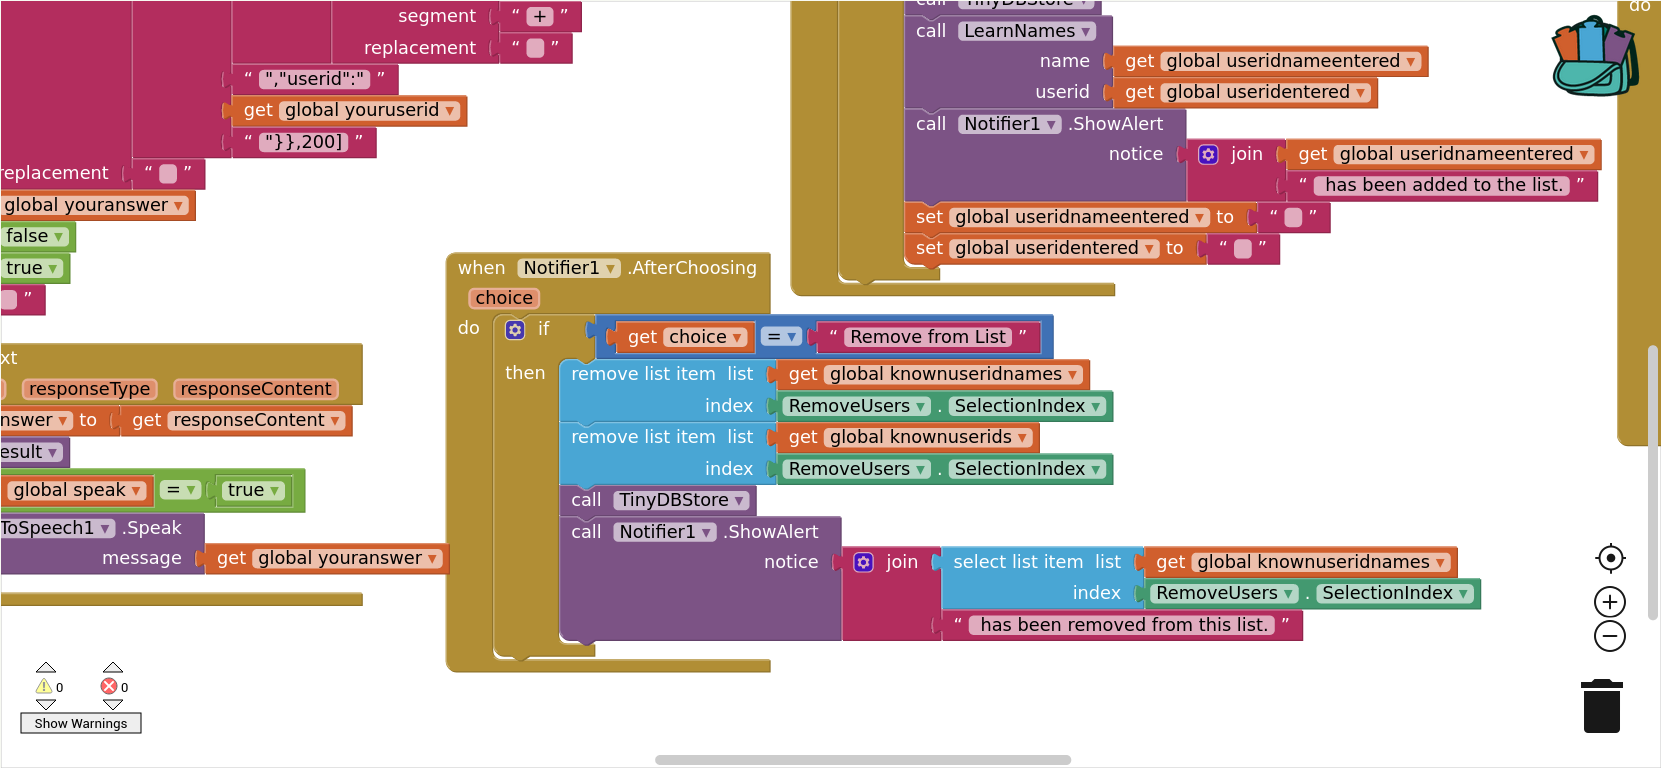 segment “ + ”
replacement “ ”
“ ","userid":" ”
get global youruserid
“ "}},200] ”
replacement “ ”
global youranswer
false
true
”
call TinyDBStore
call LearnNames
name get global useridnameentered
userid get global useridentered
call Notifier1 .ShowAlert
notice join get global useridnameentered
“ has been added to the list. ”
set global useridnameentered to “ ”
set global useridentered to “ ”
do
when Notifier1 .AfterChoosing
choice
do if get choice = “ Remove from List ”
then remove list item list get global knownuseridnames
index RemoveUsers . SelectionIndex
remove list item list get global knownuserids
index RemoveUsers . SelectionIndex
call TinyDBStore
call Notifier1 .ShowAlert
notice join select list item list get global knownuseridnames
index RemoveUsers . SelectionIndex
“ has been removed from this list. ”
xt
responseType responseContent
nswer to get responseContent
esult
global speak = true
ToSpeech1 .Speak
message get global youranswer
0 0
Show Warnings